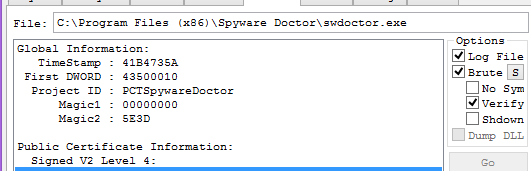 File: C:\Program Files (x86)\Spyware Doctor\swdoctor.exe
Global Information:
TimeStamp : 41B4735A
First DWORD : 43500010
Project ID : PCTSpywareDoctor
Magic1 : 00000000
Magic2 : 5E3D
Public Certificate Information:
Signed V2 Level 4:
Options
Log File
Brute S
No Sym
Verify
Shdown
Dump DLL
Go